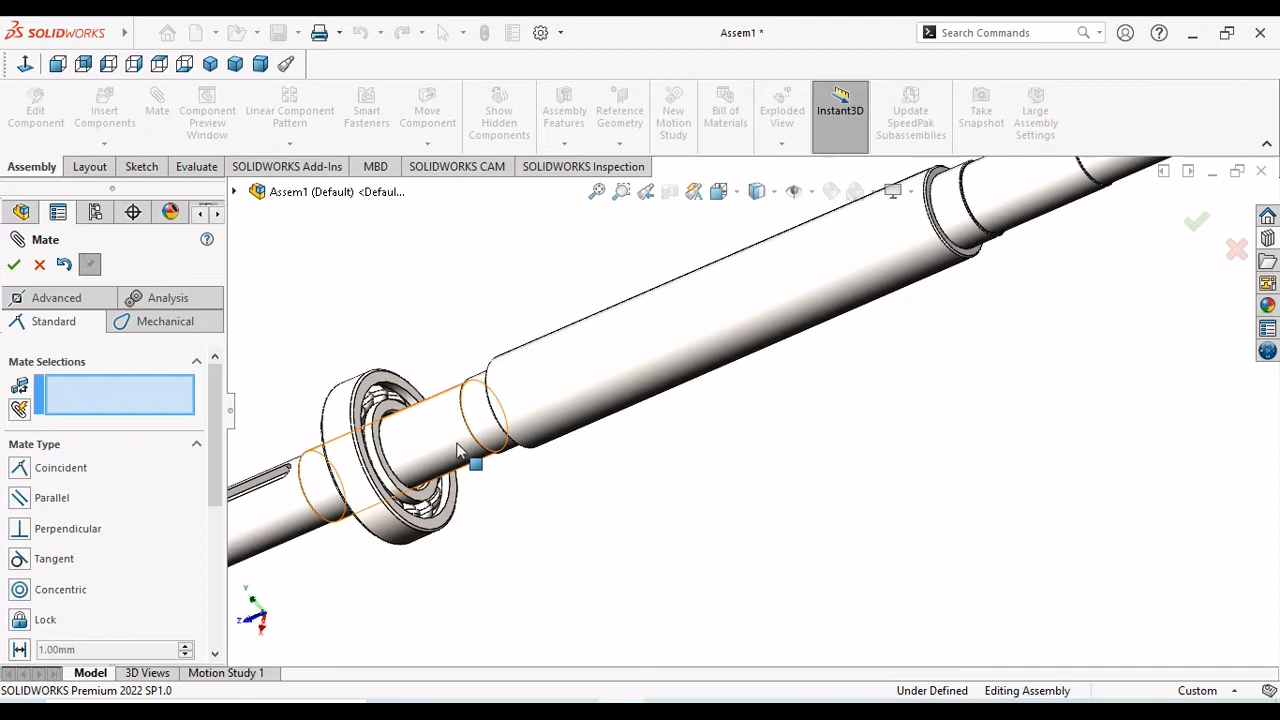 SOLIDWORKS
Assem1 *
Search Commands
Edit Component
Insert Components
Mate
Component Preview Window
Linear Component Pattern
Smart Fasteners
Move Component
Show Hidden Components
Assembly Features
Reference Geometry
New Motion Study
Bill of Materials
Exploded View
Instant3D
Update SpeedPak Subassemblies
Take Snapshot
Large Assembly Settings
Assembly
Layout
Sketch
Evaluate
SOLIDWORKS Add-Ins
MBD
SOLIDWORKS CAM
SOLIDWORKS Inspection
Assem1 (Default) <Defaul...
Mate
Advanced
Analysis
Standard
Mechanical
Mate Selections
Mate Type
Coincident
Parallel
Perpendicular
Tangent
Concentric
Lock
1.00mm
Y
Z
X
Model
3D Views
Motion Study 1
SOLIDWORKS Premium 2022 SP1.0
Under Defined
Editing Assembly
Custom